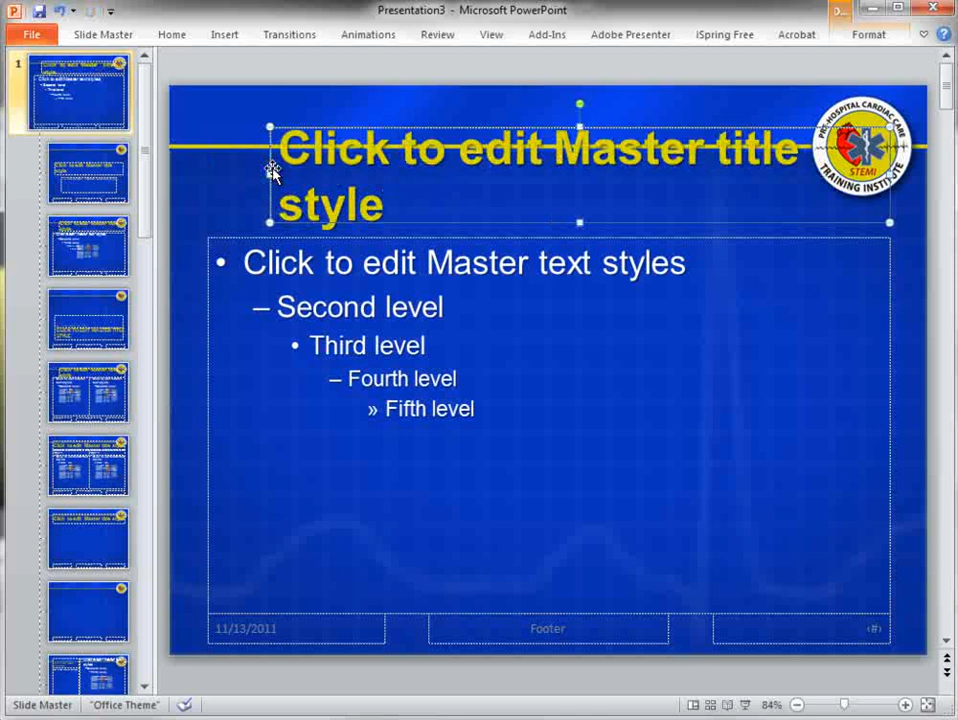 Presentation3 - Microsoft PowerPoint
D...
File Slide Master Home Insert Transitions Animations Review View Add-Ins Adobe Presenter iSpring Free Acrobat Format
1
Click to edit Master title
style
PRE-HOSPITAL CARDIAC CARE
STEMI
TRAINING INSTITUTE
• Click to edit Master text styles
– Second level
• Third level
– Fourth level
» Fifth level
11/13/2011 Footer ‹#›
Slide Master "Office Theme" 84%